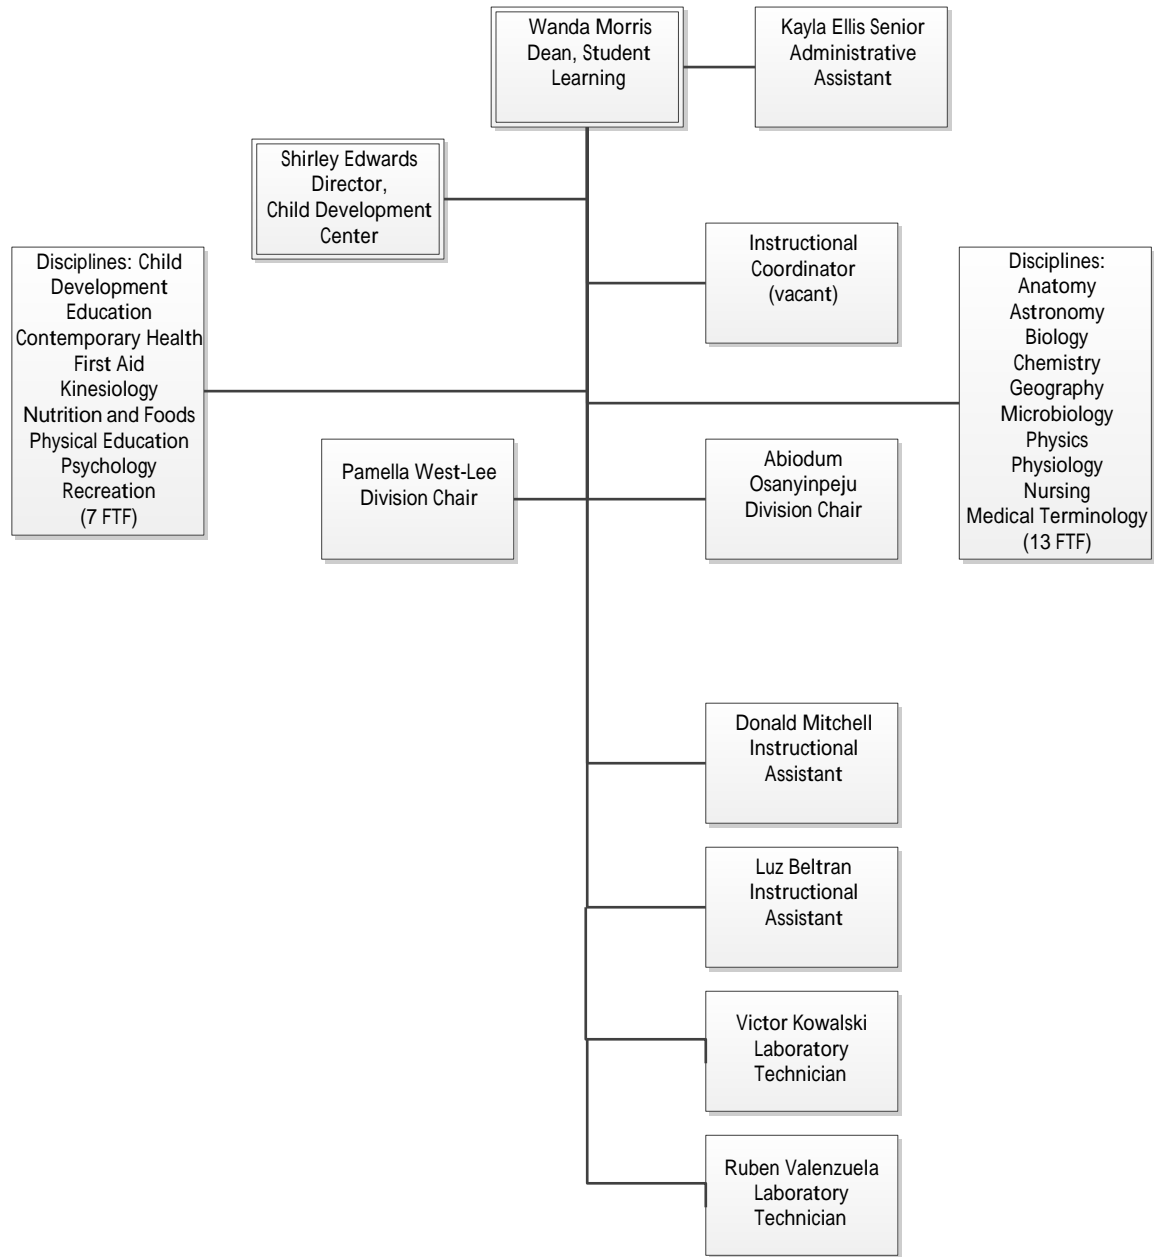 Wanda Morris
Dean, Student
Learning
Kayla Ellis Senior
Administrative
Assistant
Shirley Edwards
Director,
Child Development
Center
Instructional
Coordinator
(vacant)
Disciplines: Child
Development
Education
Contemporary Health
First Aid
Kinesiology
Nutrition and Foods
Physical Education
Psychology
Recreation
(7 FTF)
Disciplines:
Anatomy
Astronomy
Biology
Chemistry
Geography
Microbiology
Physics
Physiology
Nursing
Medical Terminology
(13 FTF)
Pamella West-Lee
Division Chair
Abiodum
Osanyinpeju
Division Chair
Donald Mitchell
Instructional
Assistant
Luz Beltran
Instructional
Assistant
Victor Kowalski
Laboratory
Technician
Ruben Valenzuela
Laboratory
Technician